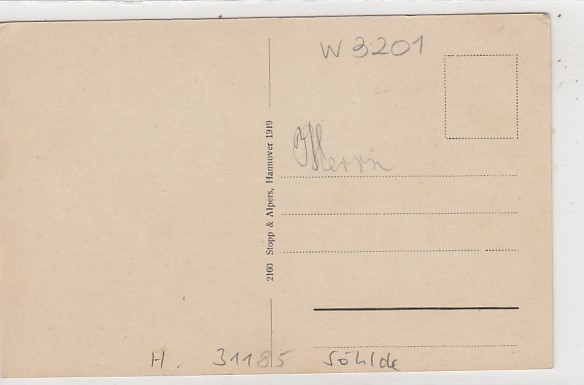 W 3201
2160 Stopp & Alpers, Hannover 1919
Herrn
H. 31185 Söhlde